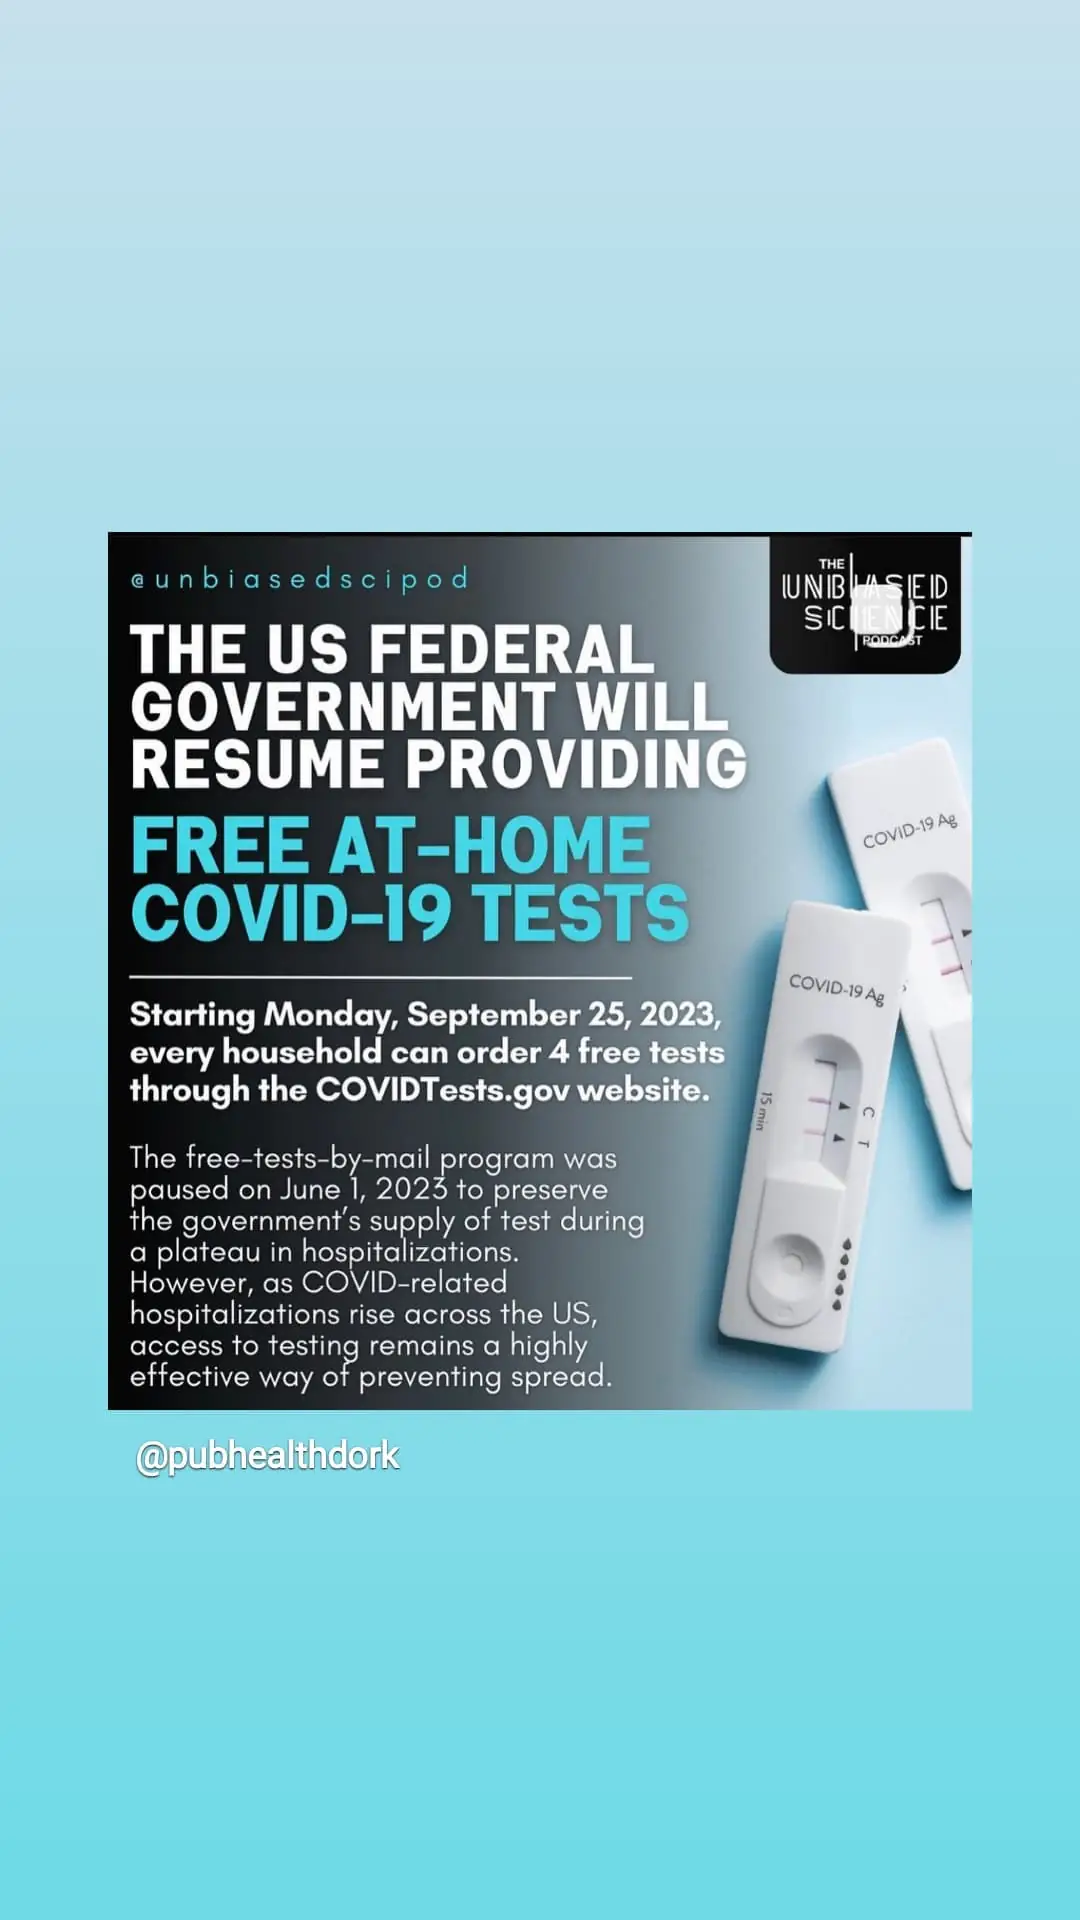 @unbiasedscipod
THE
UNBIASED
SCIENCE
PODCAST
THE US FEDERAL
GOVERNMENT WILL
RESUME PROVIDING
FREE AT-HOME
COVID-19 TESTS
Starting Monday, September 25, 2023,
every household can order 4 free tests
through the COVIDTests.gov website.
The free-tests-by-mail program was
paused on June 1, 2023 to preserve
the government's supply of test during
a plateau in hospitalizations.
However, as COVID-related
hospitalizations rise across the US,
access to testing remains a highly
effective way of preventing spread.
COVID-19 Ag
COVID-19 Ag
15 min
C
T
@pubhealthdork